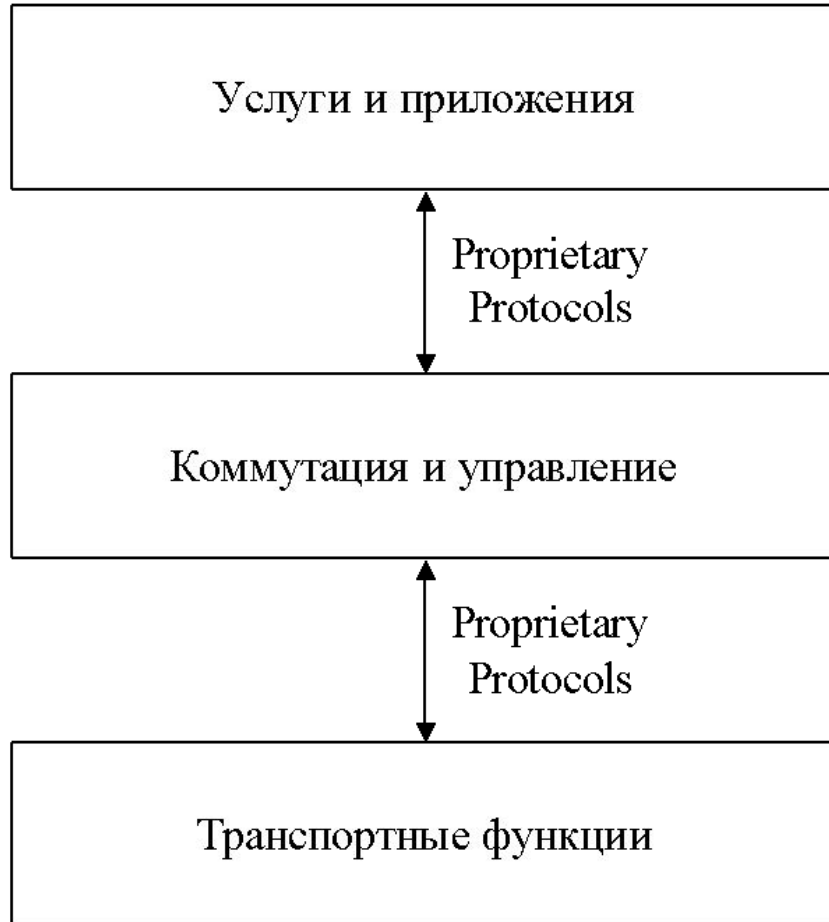 Услуги и приложения
Proprietary
Protocols
Коммутация и управление
Proprietary
Protocols
Транспортные функции